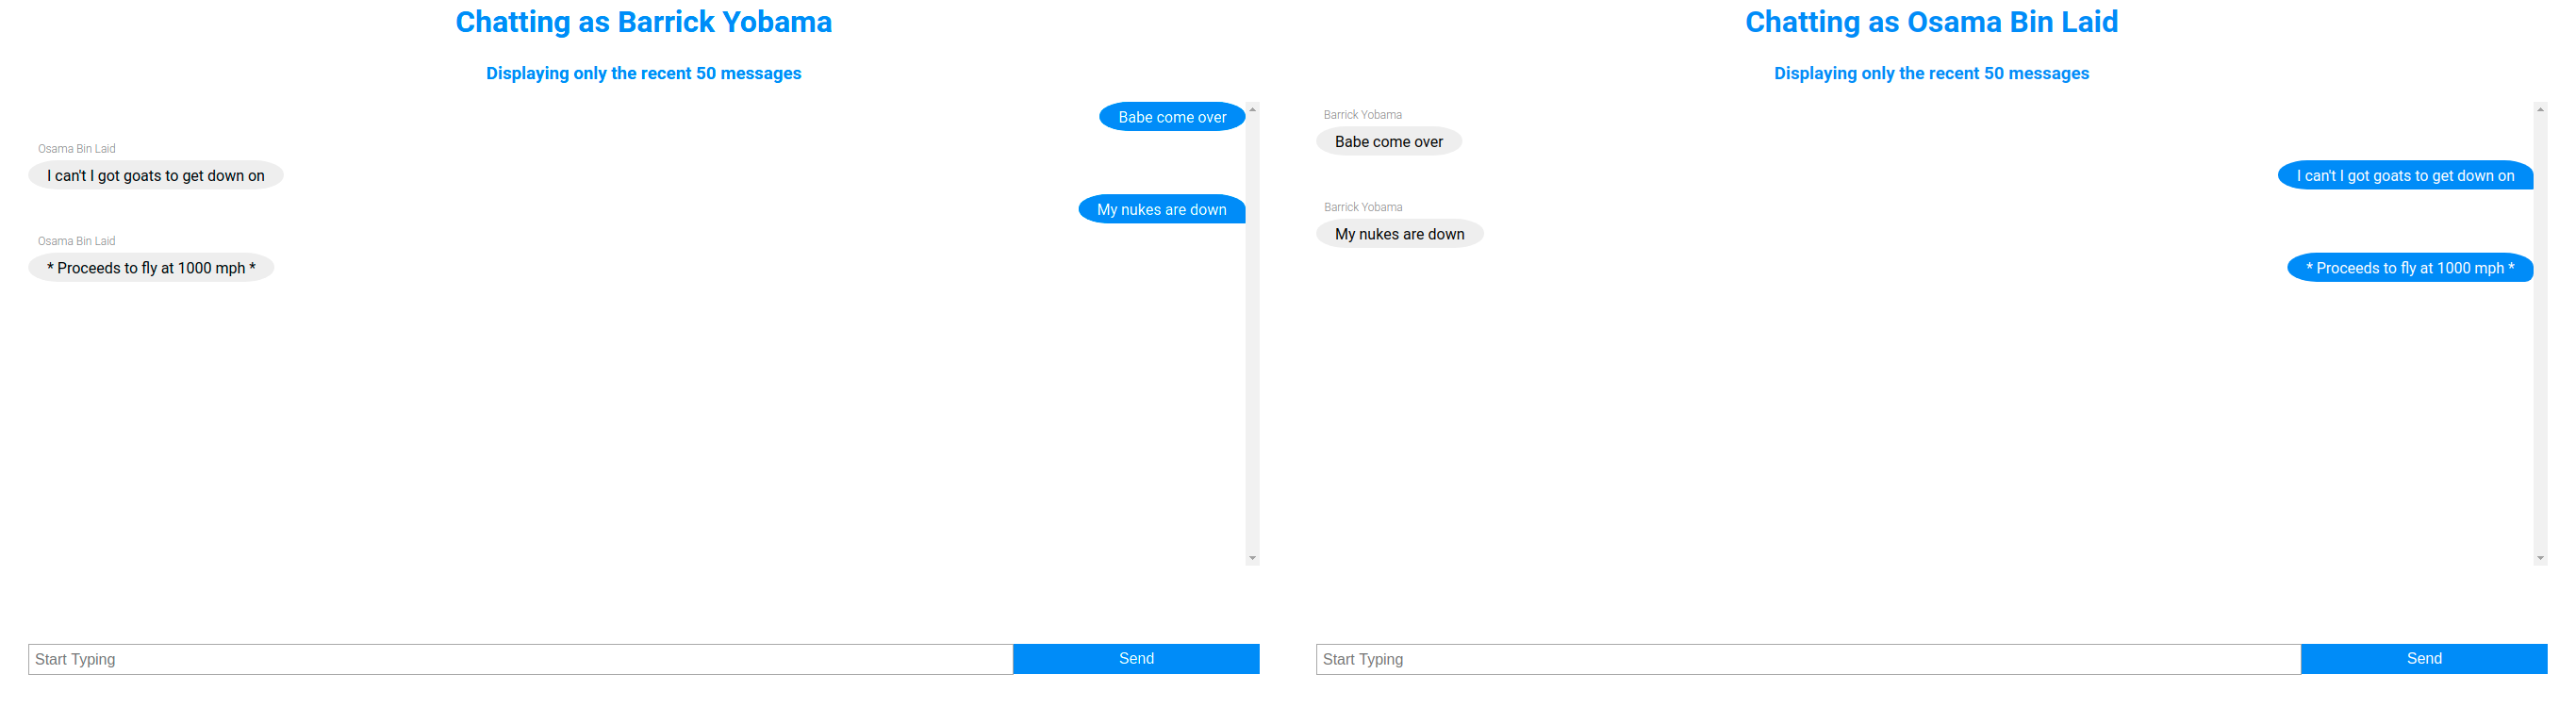 Chatting as Barrick Yobama
Displaying only the recent 50 messages
Babe come over
Osama Bin Laid
I can't I got goats to get down on
My nukes are down
Osama Bin Laid
* Proceeds to fly at 1000 mph *
Start Typing
Send
Chatting as Osama Bin Laid
Displaying only the recent 50 messages
Barrick Yobama
Babe come over
I can't I got goats to get down on
Barrick Yobama
My nukes are down
* Proceeds to fly at 1000 mph *
Start Typing
Send